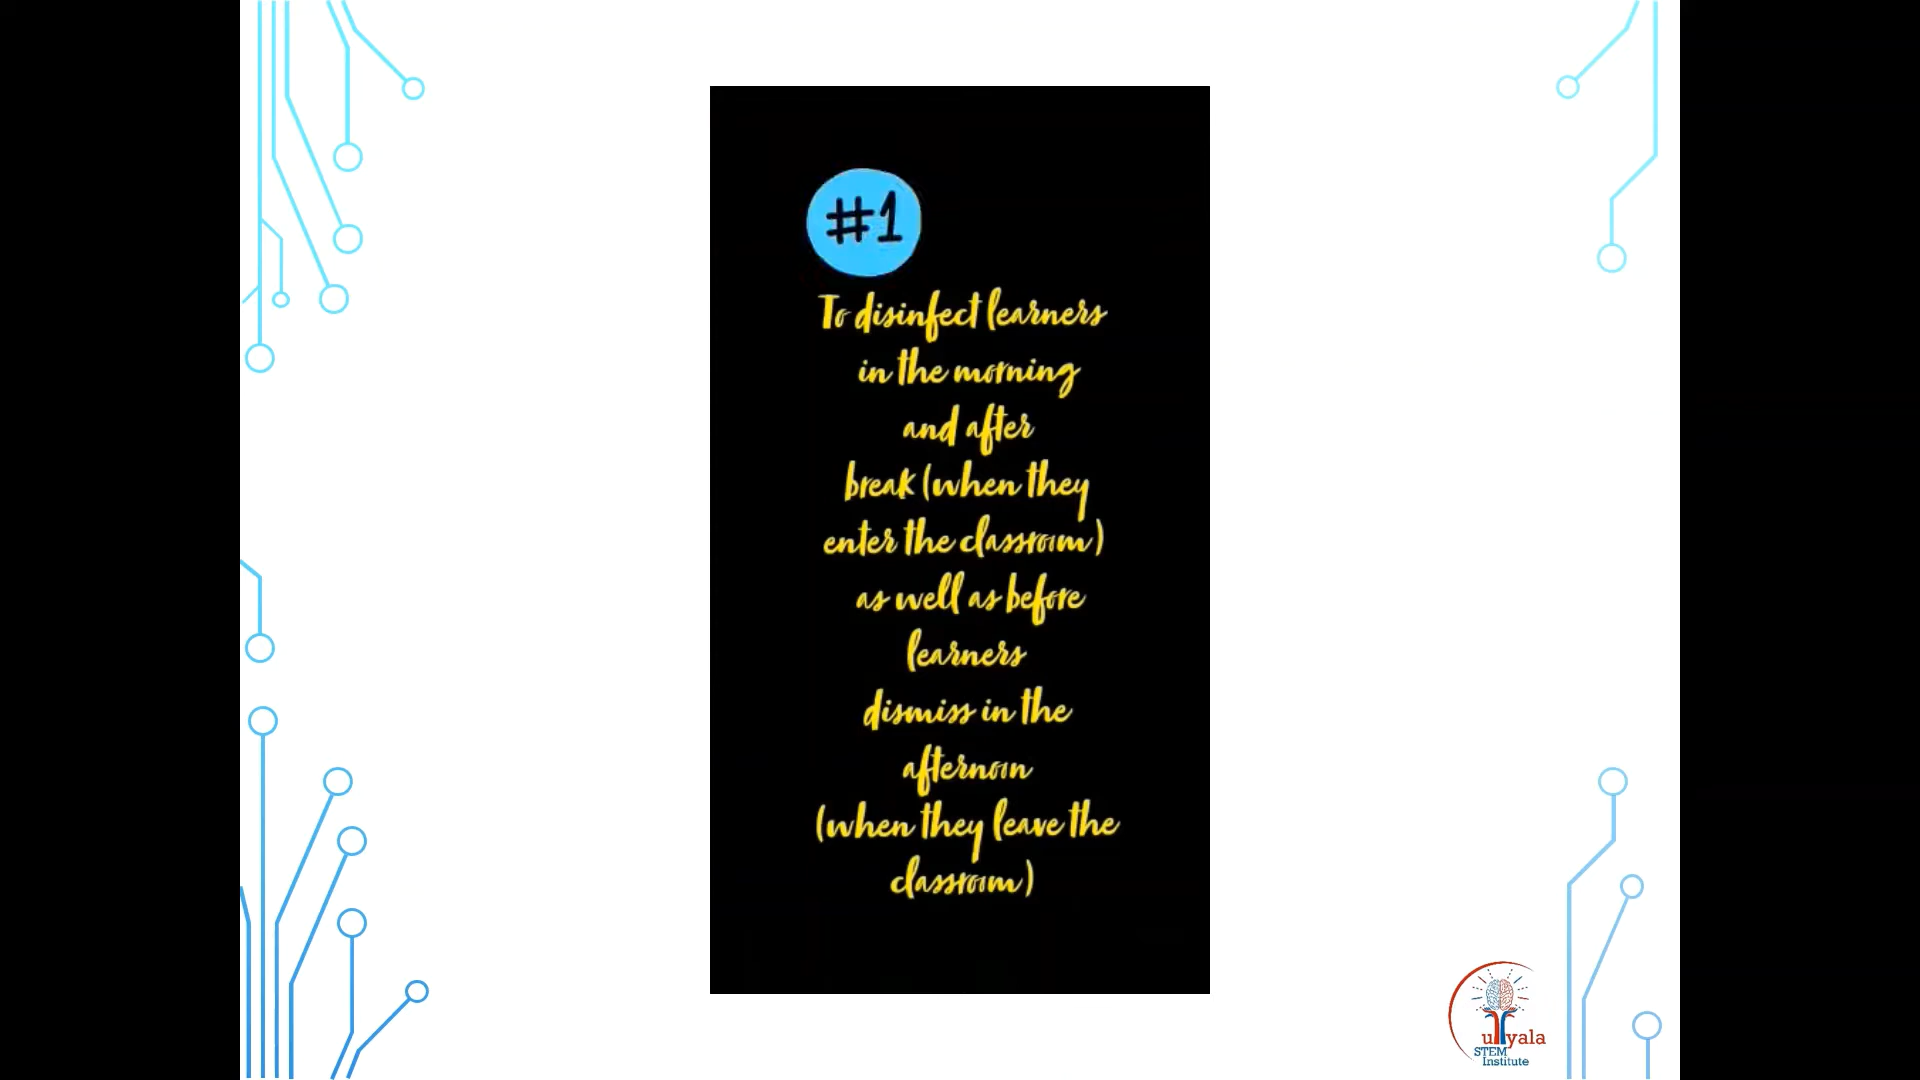 #1
To disinfect learners
in the morning
and after
break (when they
enter the classroom)
as well as before
learners
dismiss in the
afternoon
(when they leave the
classroom)
uTyala
STEM
Institute